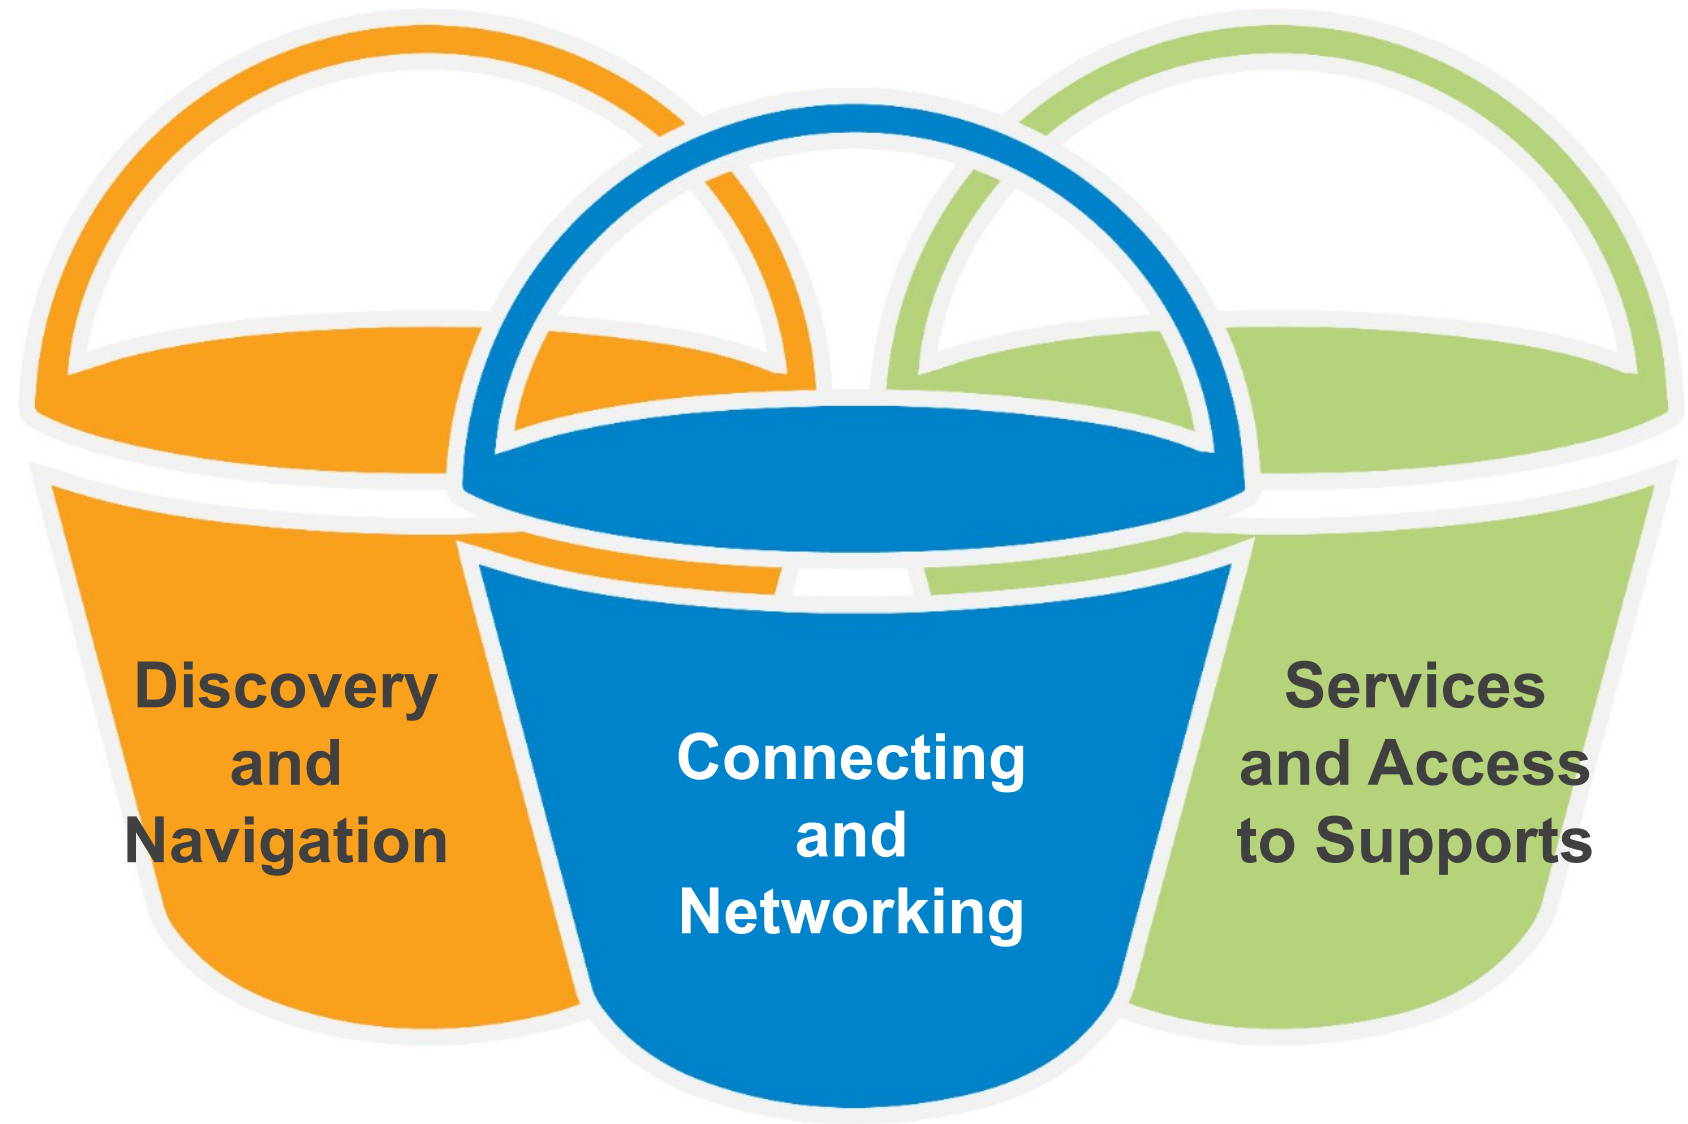 Discovery
and
Navigation
Connecting
and
Networking
Services
and Access
to Supports